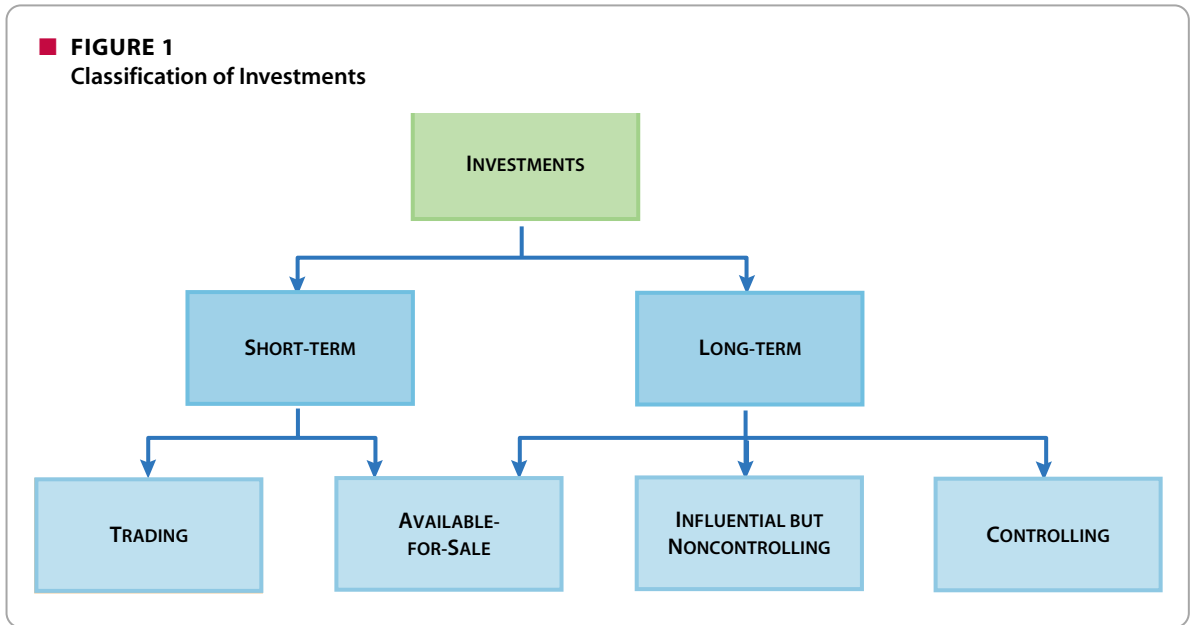 FIGURE 1
Classification of Investments
INVESTMENTS
SHORT-TERM
LONG-TERM
TRADING
AVAILABLE-
FOR-SALE
INFLUENTIAL BUT
NONCONTROLLING
CONTROLLING